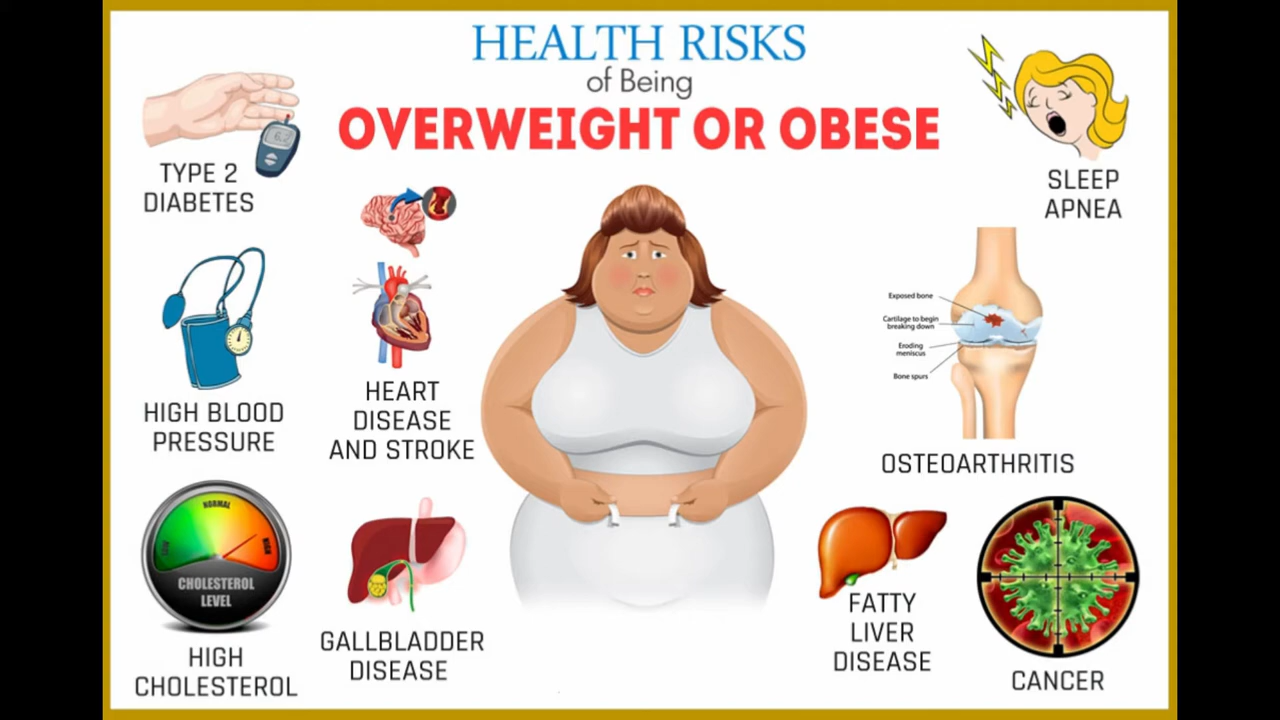 HEALTH RISKS
of Being
OVERWEIGHT OR OBESE
TYPE 2
DIABETES
SLEEP
APNEA
HIGH BLOOD
PRESSURE
HEART
DISEASE
AND STROKE
Exposed bone
Cartilage to begin
breaking down
Eroding
meniscus
Bone spurs
OSTEOARTHRITIS
LOW
NORMAL
HIGH
CHOLESTEROL
LEVEL
HIGH
CHOLESTEROL
GALLBLADDER
DISEASE
FATTY
LIVER
DISEASE
CANCER